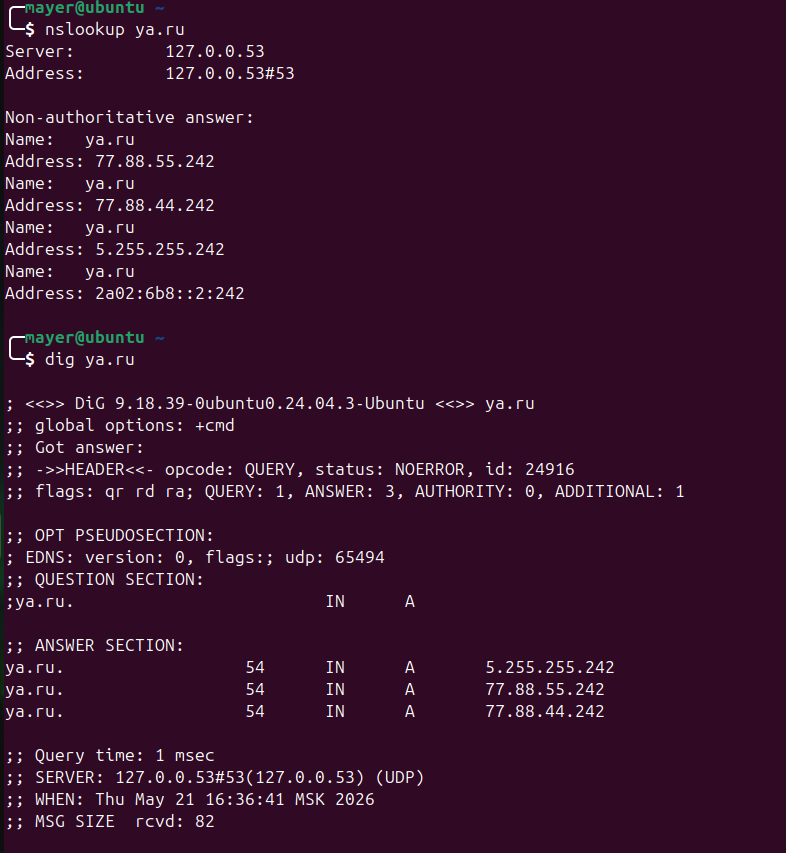 mayer@ubuntu ~
$ nslookup ya.ru
Server:         127.0.0.53
Address:        127.0.0.53#53

Non-authoritative answer:
Name:   ya.ru
Address: 77.88.55.242
Name:   ya.ru
Address: 77.88.44.242
Name:   ya.ru
Address: 5.255.255.242
Name:   ya.ru
Address: 2a02:6b8::2:242

mayer@ubuntu ~
$ dig ya.ru

; <<>> DiG 9.18.39-0ubuntu0.24.04.3-Ubuntu <<>> ya.ru
;; global options: +cmd
;; Got answer:
;; ->>HEADER<<- opcode: QUERY, status: NOERROR, id: 24916
;; flags: qr rd ra; QUERY: 1, ANSWER: 3, AUTHORITY: 0, ADDITIONAL: 1

;; OPT PSEUDOSECTION:
; EDNS: version: 0, flags:; udp: 65494
;; QUESTION SECTION:
;ya.ru.                         IN      A

;; ANSWER SECTION:
ya.ru.                  54      IN      A       5.255.255.242
ya.ru.                  54      IN      A       77.88.55.242
ya.ru.                  54      IN      A       77.88.44.242

;; Query time: 1 msec
;; SERVER: 127.0.0.53#53(127.0.0.53) (UDP)
;; WHEN: Thu May 21 16:36:41 MSK 2026
;; MSG SIZE  rcvd: 82